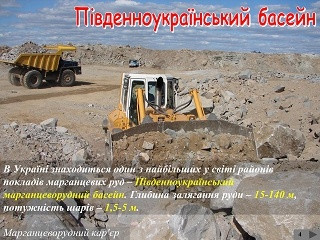 Південноукраїнський басейн
В Україні знаходиться один з найбільших у світі районів
покладів марганцевих руд – Південноукраїнський
марганцеворудний басейн. Глибина залягання руди – 15-140 м,
потужність шарів – 1,5-5 м.
Марганцеворудний кар'єр